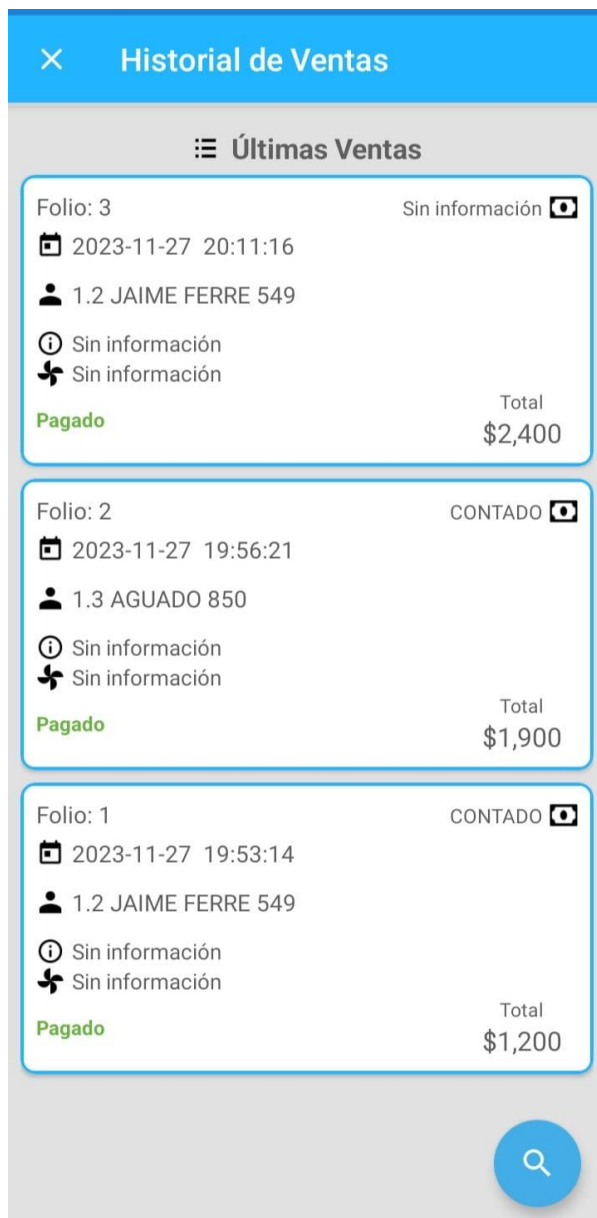 Historial de Ventas
Últimas Ventas
Folio: 3 Sin información
2023-11-27 20:11:16
1.2 JAIME FERRE 549
Sin información
Sin información
Total
Pagado
$2,400
Folio: 2 CONTADO
2023-11-27 19:56:21
1.3 AGUADO 850
Sin información
Sin información
Total
Pagado
$1,900
Folio: 1 CONTADO
2023-11-27 19:53:14
1.2 JAIME FERRE 549
Sin información
Sin información
Total
Pagado
$1,200